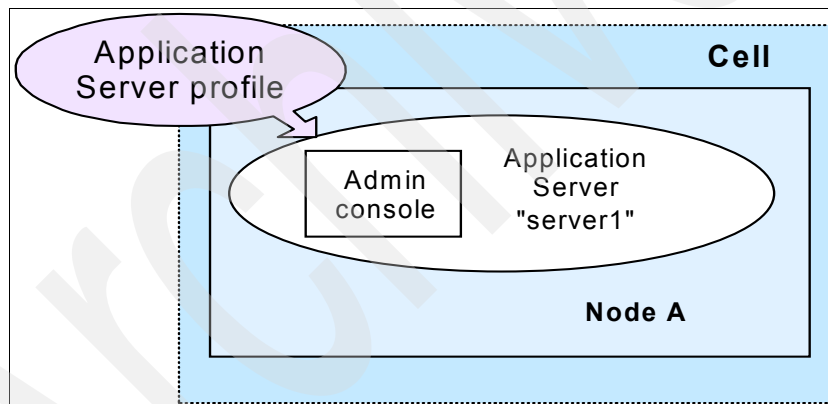 Application
Server profile
Cell
Admin
console
Application
Server
"server1"
Node A